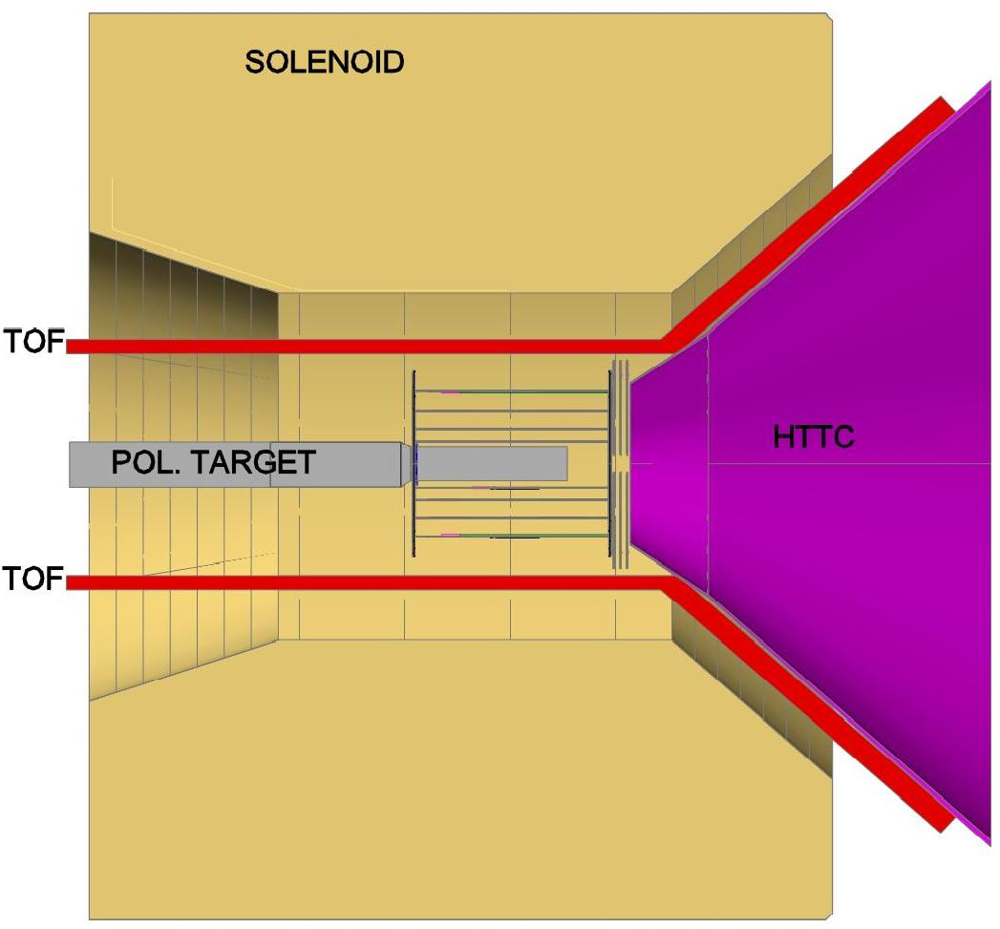 SOLENOID
TOF
HTTC
POL. TARGET
TOF